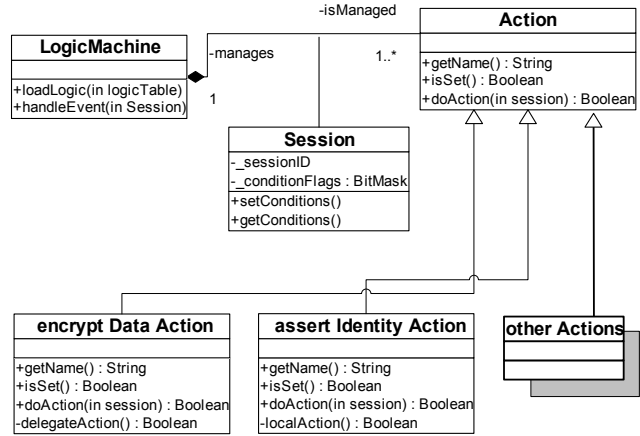 -isManaged
Action
LogicMachine
-manages
1..*
+getName() : String
+isSet() : Boolean
+doAction(in session) : Boolean
+loadLogic(in logicTable)
+handleEvent(in Session)
1
Session
-_sessionID
-_conditionFlags : BitMask
+setConditions()
+getConditions()
encrypt Data Action
+getName() : String
+isSet() : Boolean
+doAction(in session) : Boolean
-delegateAction() : Boolean
assert Identity Action
+getName() : String
+isSet() : Boolean
+doAction(in session) : Boolean
-localAction() : Boolean
other Actions